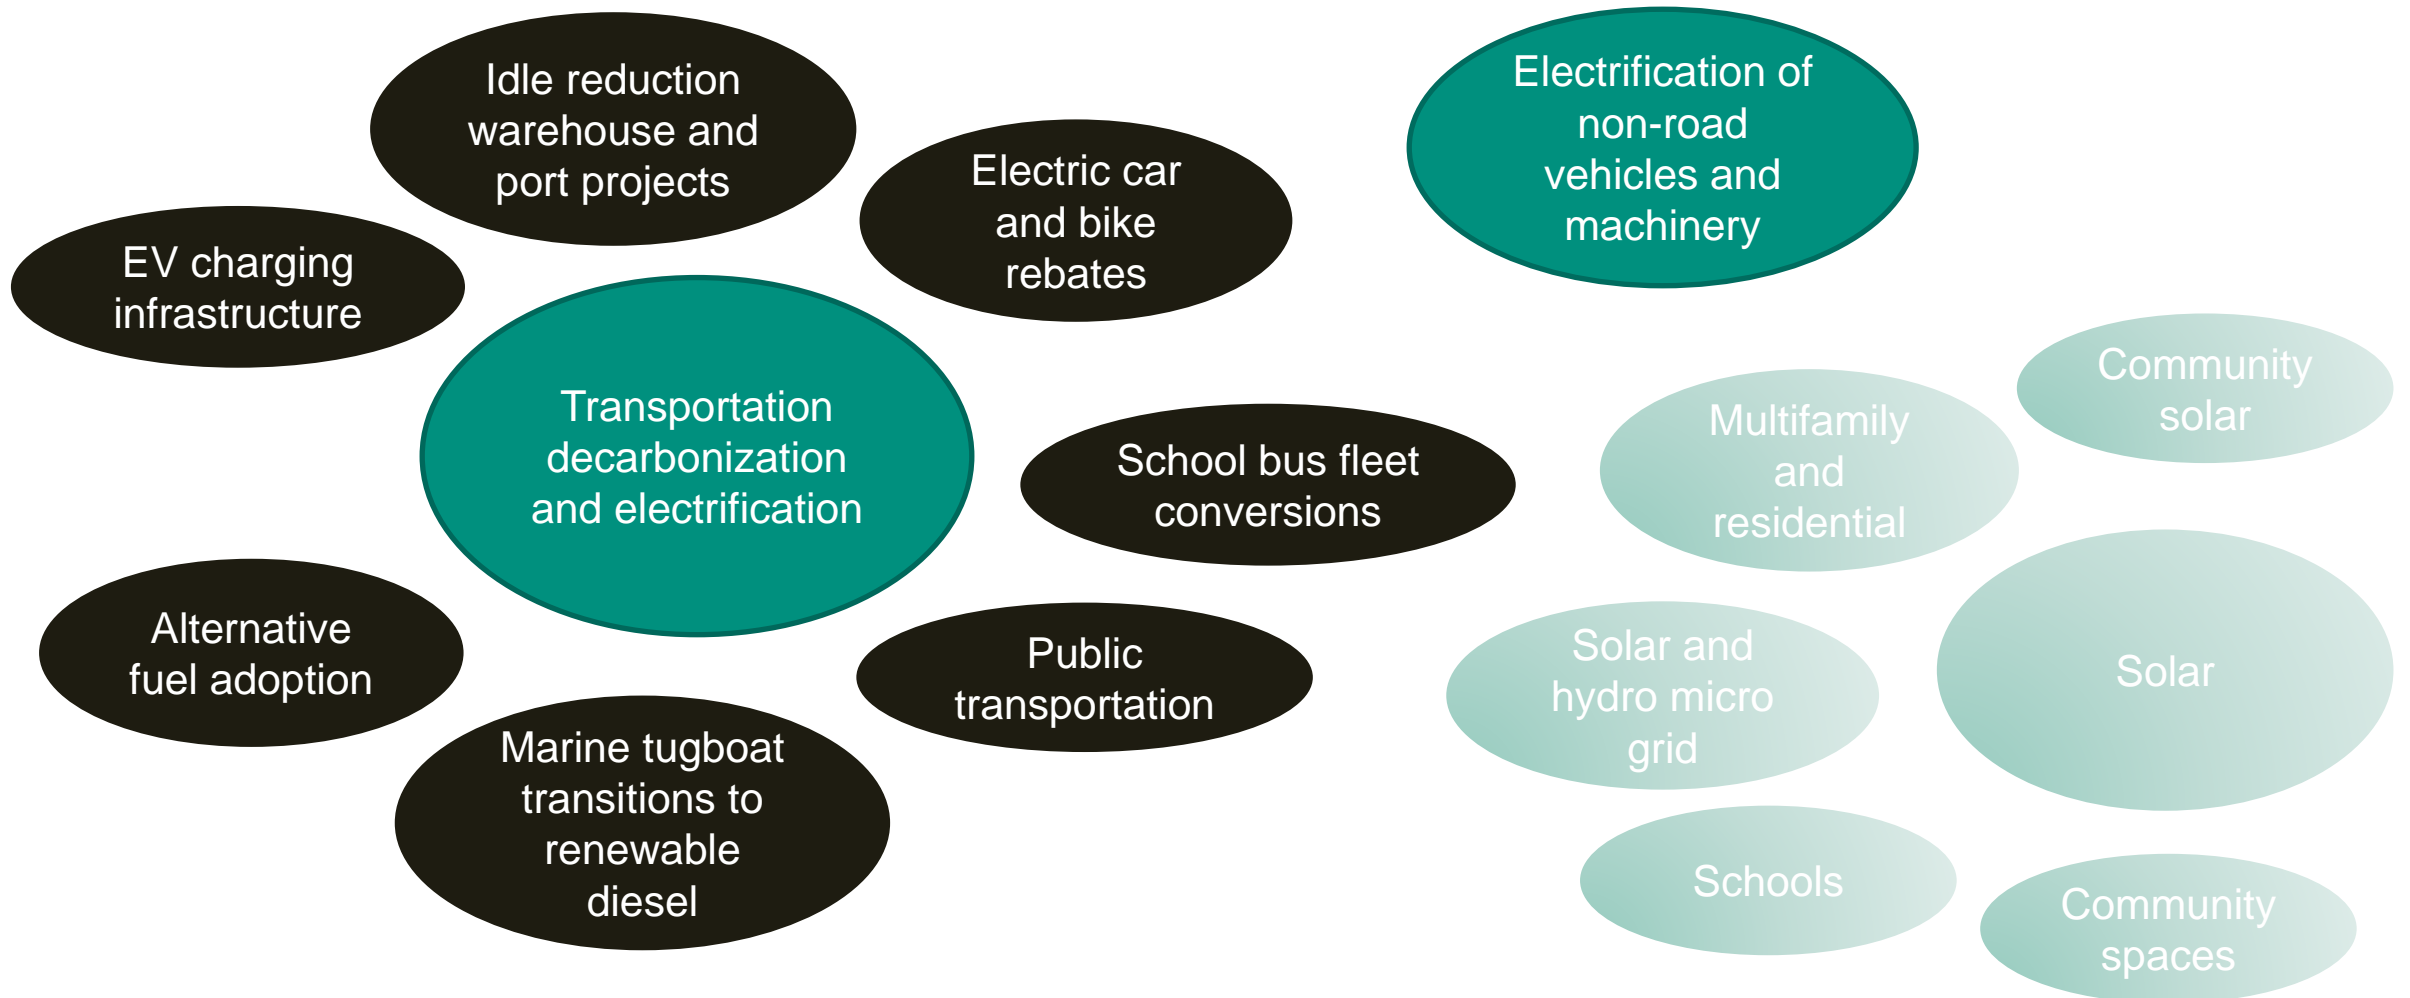 Idle reduction
warehouse and
port projects
Electric car
and bike
rebates
Electrification of
non-road
vehicles and
machinery
EV charging
infrastructure
Transportation
decarbonization
and electrification
School bus fleet
conversions
Alternative
fuel adoption
Public
transportation
Marine tugboat
transitions to
renewable
diesel
Community
solar
Multifamily
and
residential
Solar and
hydro micro
grid
Solar
Schools
Community
spaces